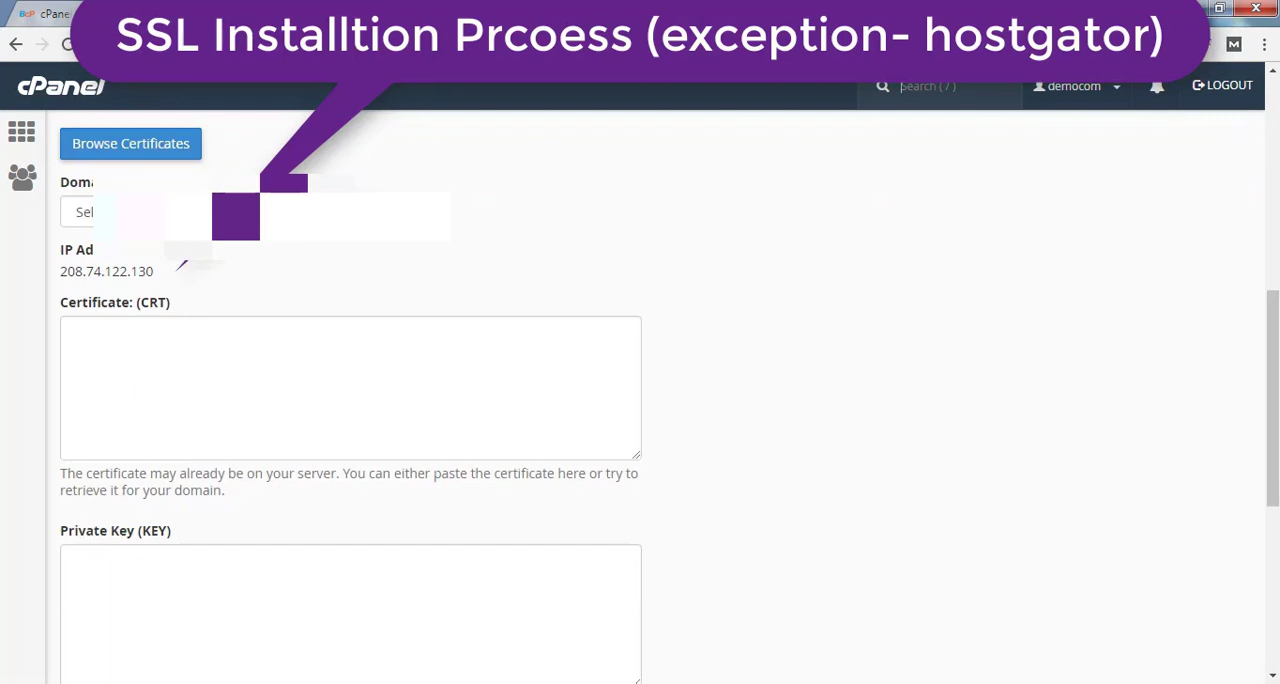 SSL Installtion Prcoess (exception- hostgator)
cPane
cPanel
Search ( / )
democom
LOGOUT
Browse Certificates
Doma
Sel
IP Ad
208.74.122.130
Certificate: (CRT)
The certificate may already be on your server. You can either paste the certificate here or try to
retrieve it for your domain.
Private Key (KEY)